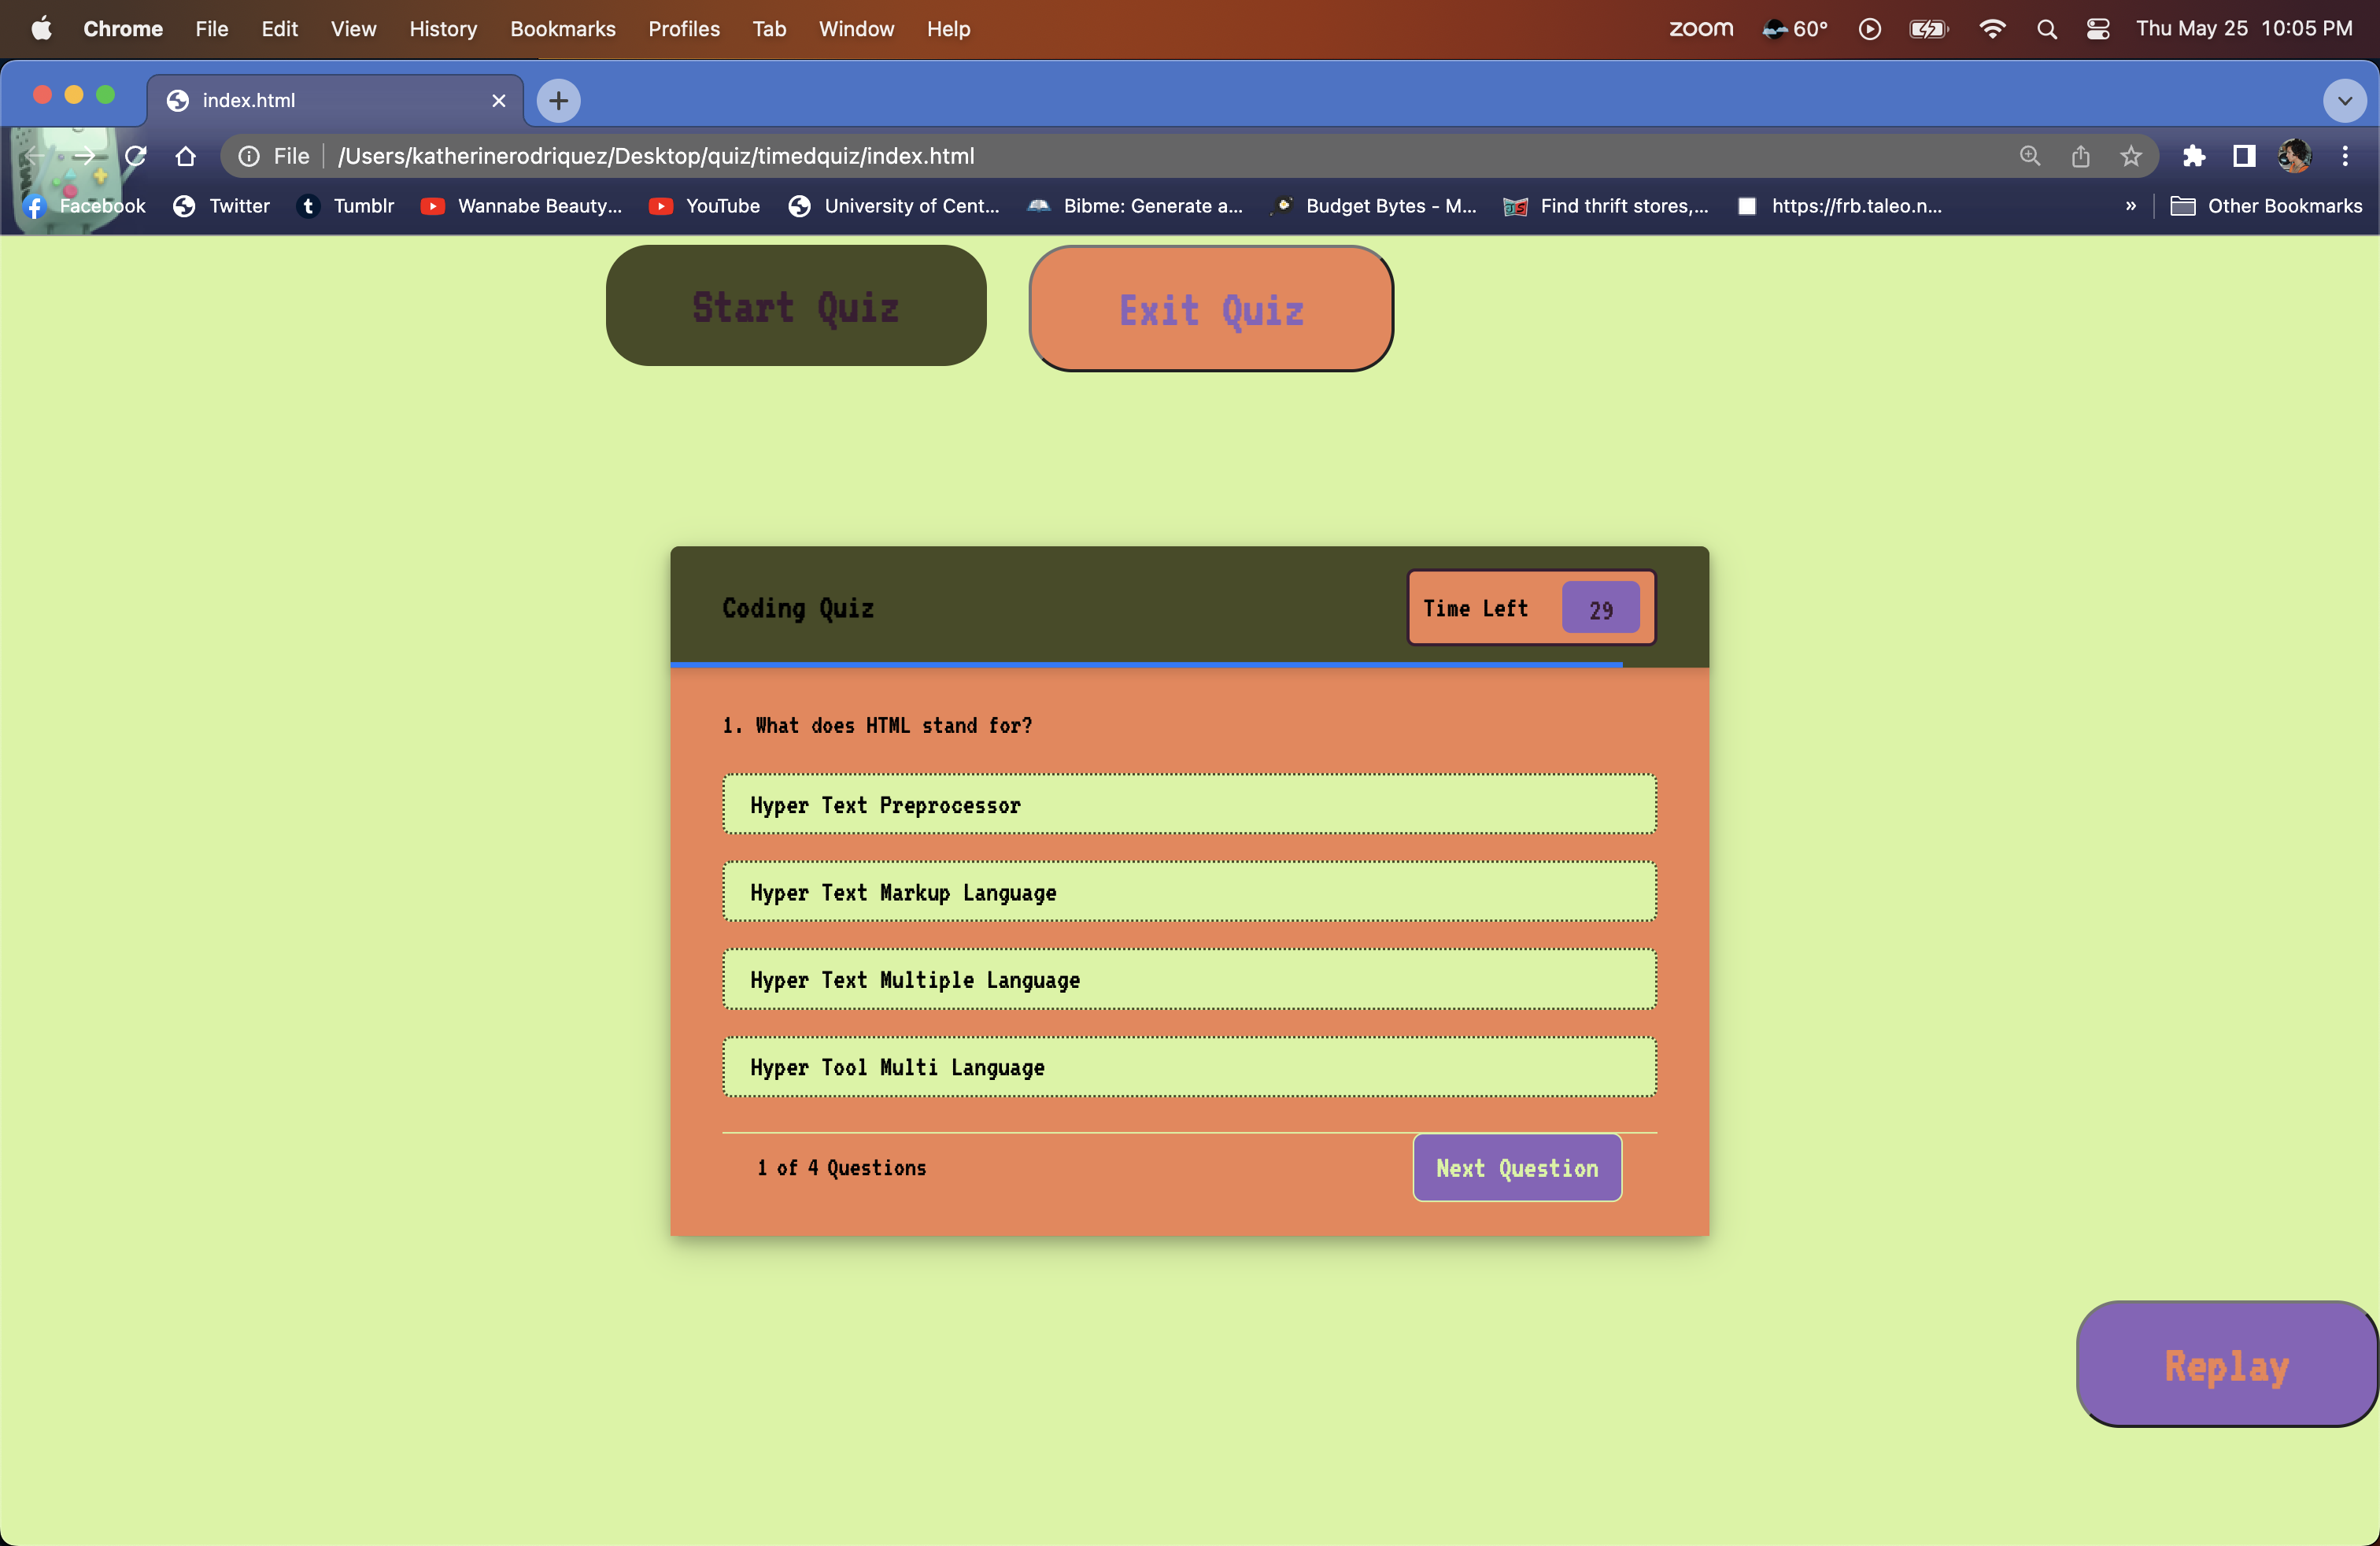 Chrome File Edit View History Bookmarks Profiles Tab Window Help zoom 60° Thu May 25 10:05 PM
index.html
File /Users/katherinerodriquez/Desktop/quiz/timedquiz/index.html
Facebook Twitter Tumblr Wannabe Beauty... YouTube University of Cent... Bibme: Generate a... Budget Bytes - M... Find thrift stores,... https://frb.taleo.n... » Other Bookmarks
Start Quiz Exit Quiz
Coding Quiz Time Left 29
1. What does HTML stand for?
Hyper Text Preprocessor
Hyper Text Markup Language
Hyper Text Multiple Language
Hyper Tool Multi Language
1 of 4 Questions Next Question
Replay